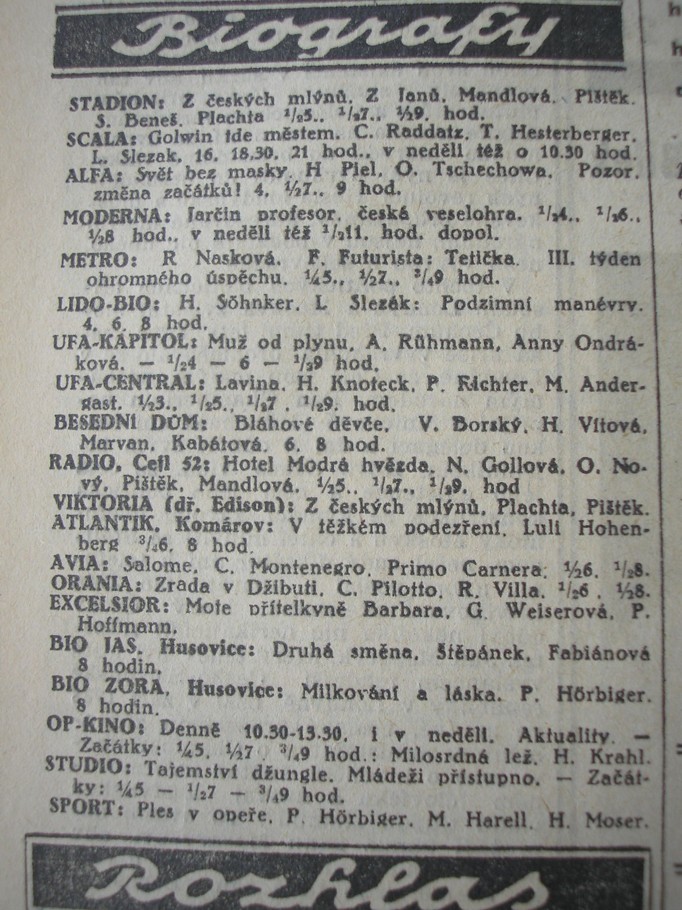 Biografy
STADION: Z českých mlýnů, Z Janů, Mandlová, Pištěk,
S. Beneš, Plachta ½5., ½7., ½9. hod.
SCALA: Golwin jde městem, C. Raddatz, T. Hesterberger,
L. Slezak, 16, 18.30, 21 hod., v neděli též o 10.30 hod.
ALFA: Svět bez masky, H Piel, O. Tschechowa. Pozor,
změna začátků! 4, ½7., 9 hod.
MODERNA: Jarčin profesor, česká veselohra. ½4., ½6.,
½8 hod., v neděli též ½11. hod. dopol.
METRO: R Nasková, F. Futurista: Tetička. III. týden
ohromného úspěchu. ¼5., ½7., ¾9 hod.
LIDO-BIO: H. Söhnker, L Slezák: Podzimní manévry.
4, 6, 8 hod.
UFA-KAPITOL: Muž od plynu, A. Rühmann, Anny Ondrá-
ková. — ½4 — 6 — ½9 hod.
UFA-CENTRAL: Lavina, H. Knoteck, P. Richter, M. Ander-
gast. ½3., ½5., ½7 , ½9. hod.
BESEDNÍ DŮM: Bláhové děvče, V. Borský, H. Vítová,
Marvan, Kabátová, 6, 8 hod.
RADIO, Cejl 52: Hotel Modrá hvězda, N. Gollová, O. No-
vý, Pištěk, Mandlová, ½5., ½7., ½9. hod
VIKTORIA (dř. Edison): Z českých mlýnů, Plachta, Pištěk.
ATLANTIK, Komárov: V těžkém podezření, Luli Hohen-
berg ¾6, 8 hod.
AVIA: Salome, C. Montenegro, Primo Carnera; ½6, ½8.
ORANIA: Zrada v Džibuti, C. Pilotto, R. Villa, ½6 , ½8.
EXCELSIOR: Moje přítelkyně Barbara, G. Weiserová, P.
Hoffmann,
BIO JAS, Husovice: Druhá směna, Štěpánek, Fabiánová
8 hodin,
BIO ZORA, Husovice: Milkování a láska, P. Hörbiger,
8 hodin.
OP-KINO: Denně 10.30-13.30, i v neděli, Aktuality. —
Začátky: ¼5, ½7 , ¾9 hod.: Milosrdná lež, H. Krahl.
STUDIO: Tajemství džungle. Mládeži přístupno. — Začát-
ky: ¼5 — ½7 — ¾9 hod.
SPORT: Ples v opeře, P. Hörbiger, M. Harell, H. Moser.
Rozhlas